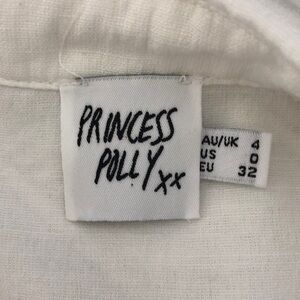 PRINCESS
POLLY xx
AU/UK 4
US 0
EU 32